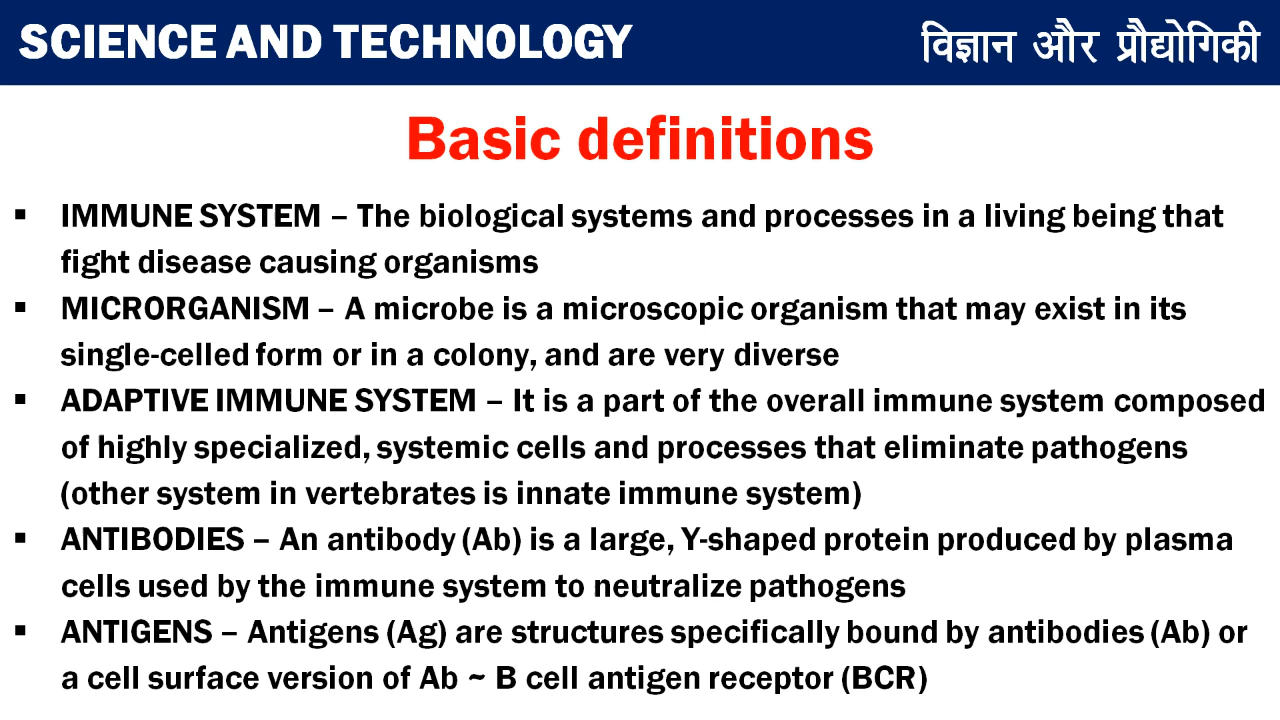 SCIENCE AND TECHNOLOGY
विज्ञान और प्रौद्योगिकी
Basic definitions
▪ IMMUNE SYSTEM – The biological systems and processes in a living being that
fight disease causing organisms
▪ MICRORGANISM – A microbe is a microscopic organism that may exist in its
single-celled form or in a colony, and are very diverse
▪ ADAPTIVE IMMUNE SYSTEM – It is a part of the overall immune system composed
of highly specialized, systemic cells and processes that eliminate pathogens
(other system in vertebrates is innate immune system)
▪ ANTIBODIES – An antibody (Ab) is a large, Y-shaped protein produced by plasma
cells used by the immune system to neutralize pathogens
▪ ANTIGENS – Antigens (Ag) are structures specifically bound by antibodies (Ab) or
a cell surface version of Ab ~ B cell antigen receptor (BCR)